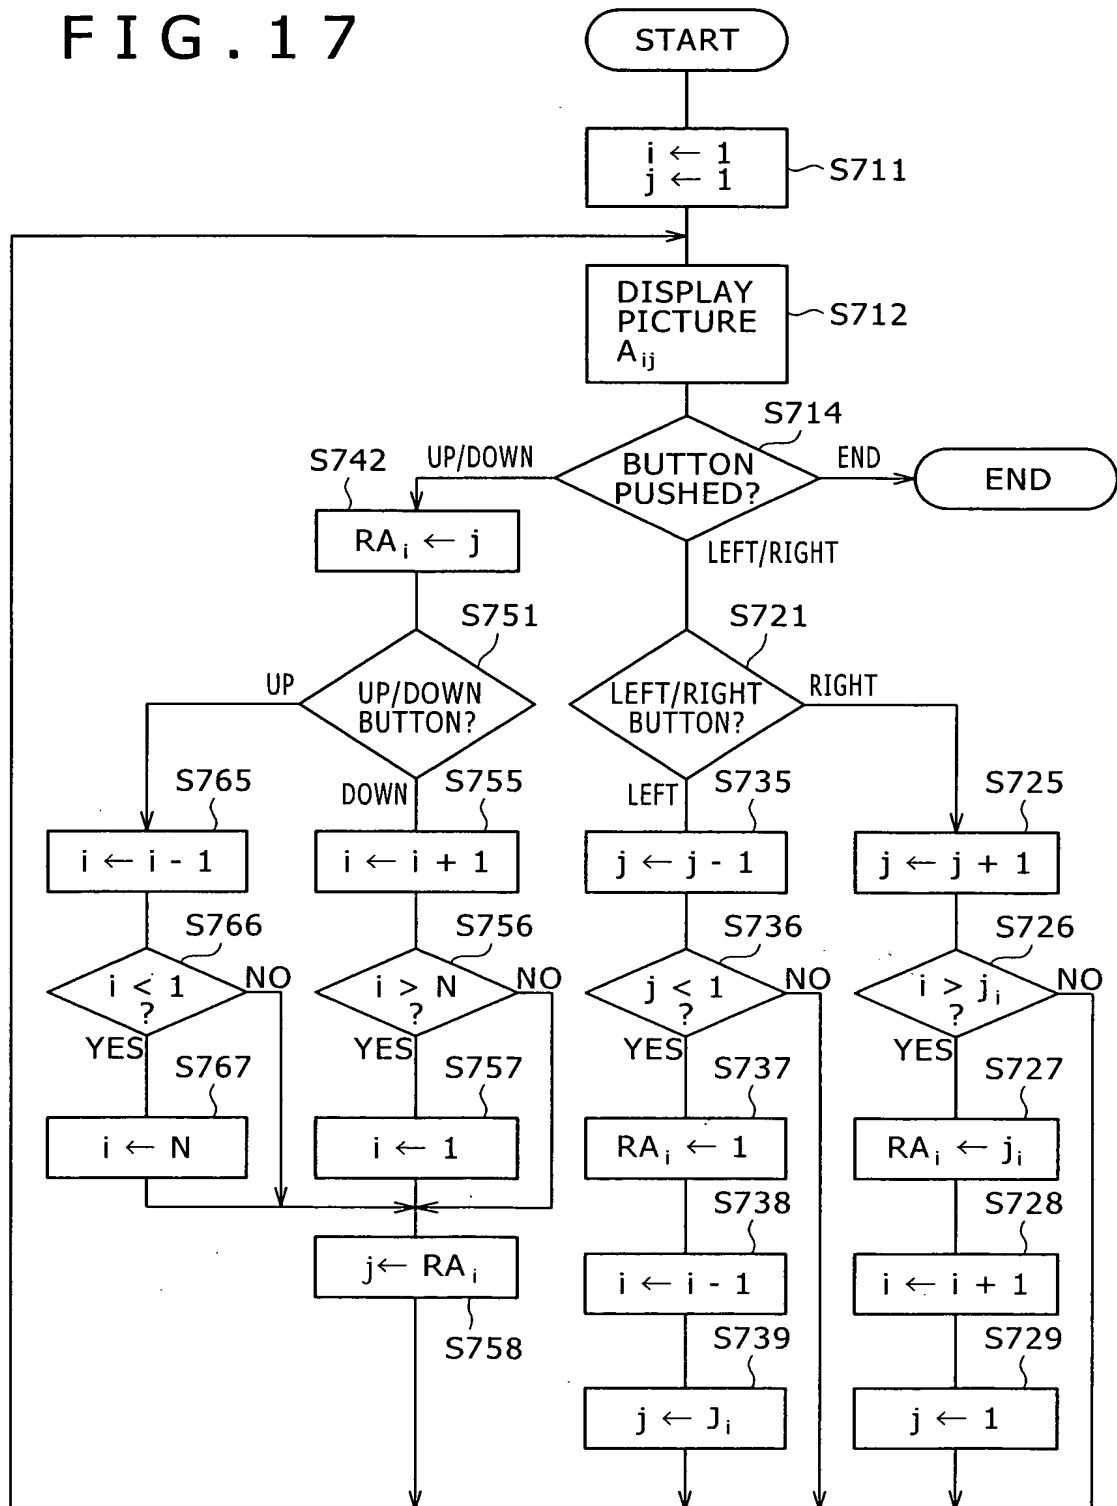 FIG.17
START
i ← 1
j ← 1
S711
DISPLAY
PICTURE
A_ij
S712
S714
BUTTON
PUSHED?
UP/DOWN
END
END
LEFT/RIGHT
S742
RA_i ← j
S751
UP/DOWN
BUTTON?
UP
DOWN
S721
LEFT/RIGHT
BUTTON?
RIGHT
LEFT
S765
i ← i - 1
S755
i ← i + 1
S735
j ← j - 1
S725
j ← j + 1
S766
i < 1
?
NO
YES
S756
i > N
?
NO
YES
S736
j < 1
?
NO
YES
S726
i > j_i
?
NO
YES
S767
i ← N
S757
i ← 1
S737
RA_i ← 1
S727
RA_i ← j_i
j ← RA_i
S758
S738
i ← i - 1
S728
i ← i + 1
S739
j ← J_i
S729
j ← 1